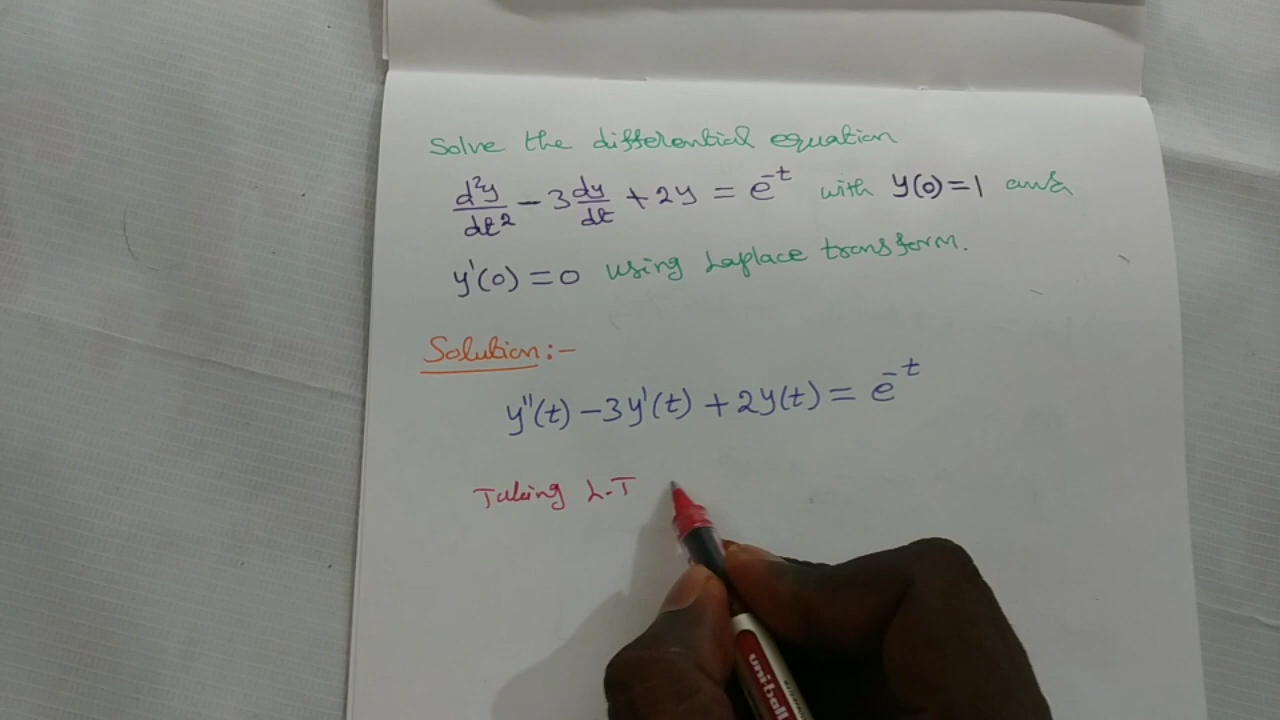 Solve the differential equation
d²y/dt² - 3 dy/dt + 2y = e^-t with y(0)=1 and
y'(0)=0 using Laplace transform.
Solution:-
y''(t) - 3y'(t) + 2y(t) = e^-t
Taking L.T
uniball